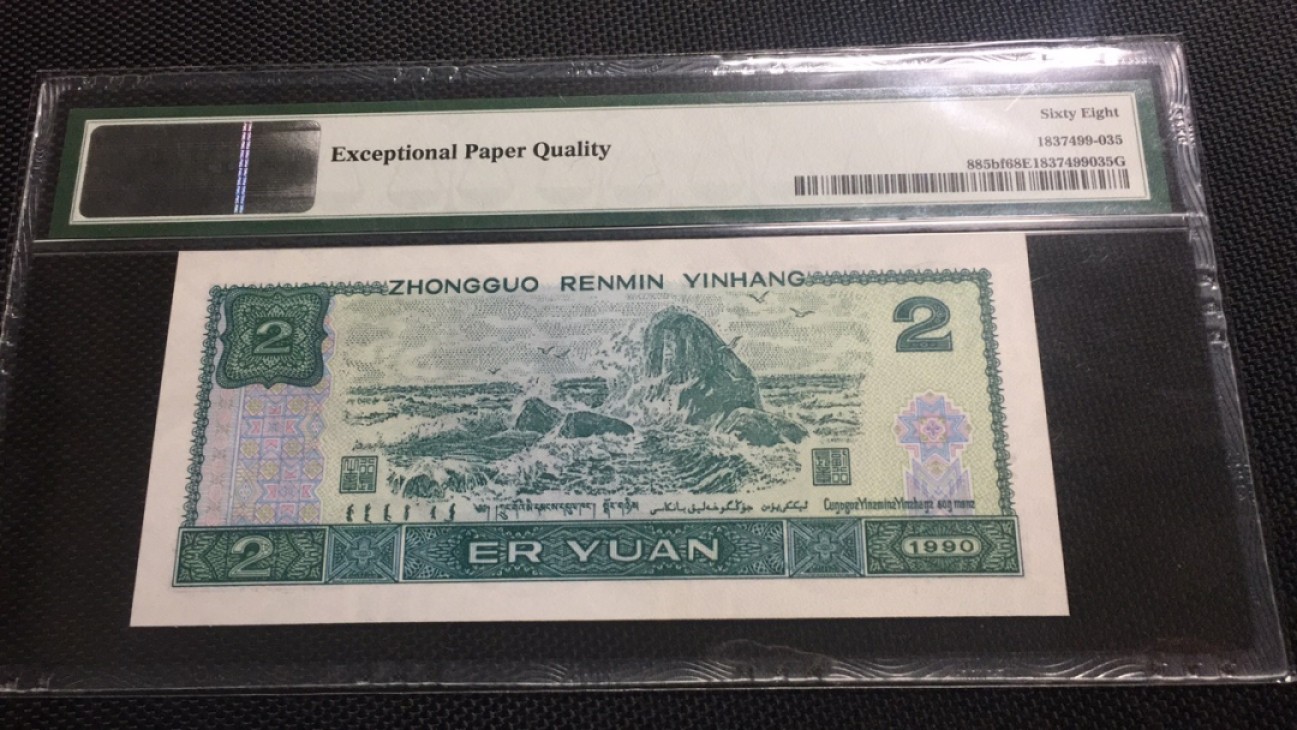 Sixty Eight
Exceptional Paper Quality
1837499-035
885bf68E1837499035G
ZHONGGUO RENMIN YINHANG
2
2
2
ER YUAN
1990